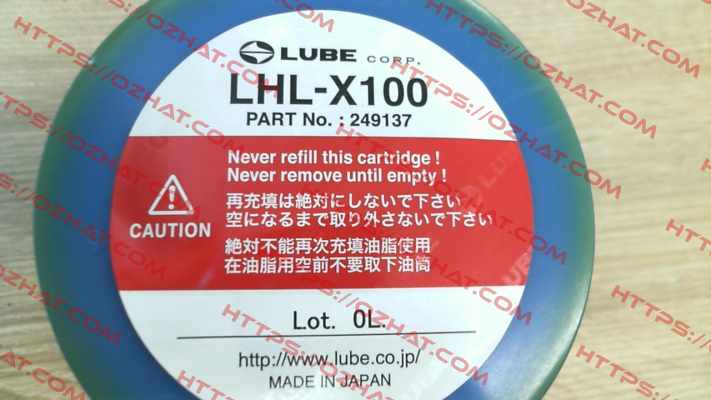 LUBE CORP.
LHL-X100
PART No. : 249137
Never refill this cartridge !
Never remove until empty !
再充填は絶対にしないで下さい
空になるまで取り外さないで下さい
CAUTION
絶対不能再次充填油脂使用
在油脂用空前不要取下油筒
Lot. 0L.
http://www.lube.co.jp/
MADE IN JAPAN
HTTPS://OZHAT.COM